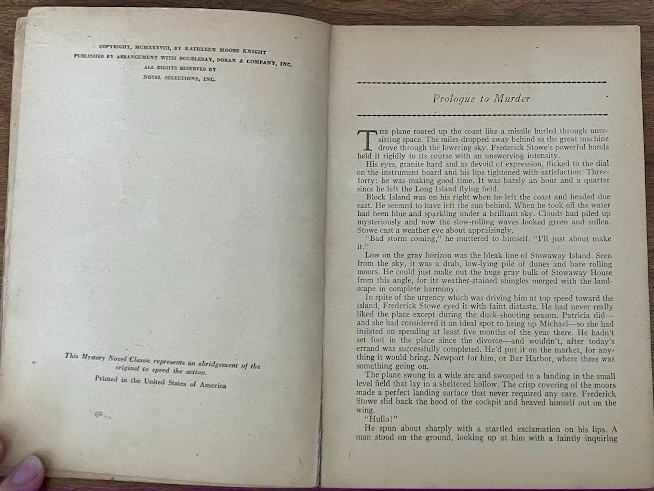 COPYRIGHT, MCMXXXVIII, BY KATHLEEN MOORE KNIGHT
PUBLISHED BY ARRANGEMENT WITH DOUBLEDAY, DORAN & COMPANY, INC.
ALL RIGHTS RESERVED BY
NOVEL SELECTIONS, INC.
This Mystery Novel Classic represents an abridgement of the
original to speed the action.
Printed in the United States of America
Prologue to Murder
THE plane roared up the coast like a missile hurled through unre-
sisting space. The miles dropped away behind as the great machine
drove through the lowering sky. Frederick Stowe's powerful hands
held it rigidly to its course with an unswerving intensity.
His eyes, granite hard and as devoid of expression, flicked to the dial
on the instrument board and his lips tightened with satisfaction. Three-
forty; he was making good time. It was barely an hour and a quarter
since he left the Long Island flying field.
Block Island was on his right when he left the coast and headed due
east. He seemed to have left the sun behind. When he took off the water
had been blue and sparkling under a brilliant sky. Clouds had piled up
mysteriously and now the slow-rolling waves looked green and sullen.
Stowe cast a weather eye about appraisingly.
"Bad storm coming," he muttered to himself. "I'll just about make
it."
Low on the gray horizon was the bleak line of Stowaway Island. Seen
from the sky, it was a drab, low-lying pile of dunes and bare rolling
moors. He could just make out the huge gray bulk of Stowaway House
from this angle, for its weather-stained shingles merged with the land-
scape in complete harmony.
In spite of the urgency which was driving him at top speed toward the
island, Frederick Stowe eyed it with faint distaste. He had never really
liked the place except during the duck-shooting season. Patricia did—
and she had considered it an ideal spot to bring up Michael—so she had
insisted on spending at least five months of the year there. He hadn't
set foot in the place since the divorce—and wouldn't, after today's
errand was successfully completed. He'd put it on the market, for any-
thing it would bring. Newport for him, or Bar Harbor, where there was
something going on.
The plane swung in a wide arc and swooped to a landing in the small
level field that lay in a sheltered hollow. The crisp covering of the moors
made a perfect landing surface that never required any care. Frederick
Stowe slid back the hood of the cockpit and heaved himself out on the
wing.
"Hullo!"
He spun about sharply with a startled exclamation on his lips. A
man stood on the ground, looking up at him with a faintly inquiring